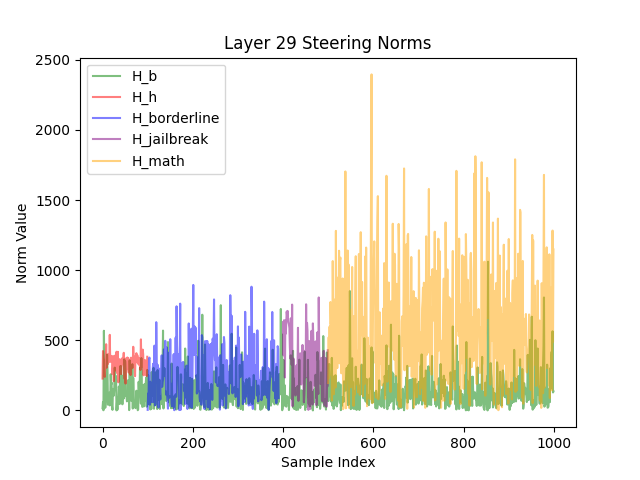 Layer 29 Steering Norms
2500
2000
1500
1000
500
0
Norm Value
H_b
H_h
H_borderline
H_jailbreak
H_math
0 200 400 600 800 1000
Sample Index